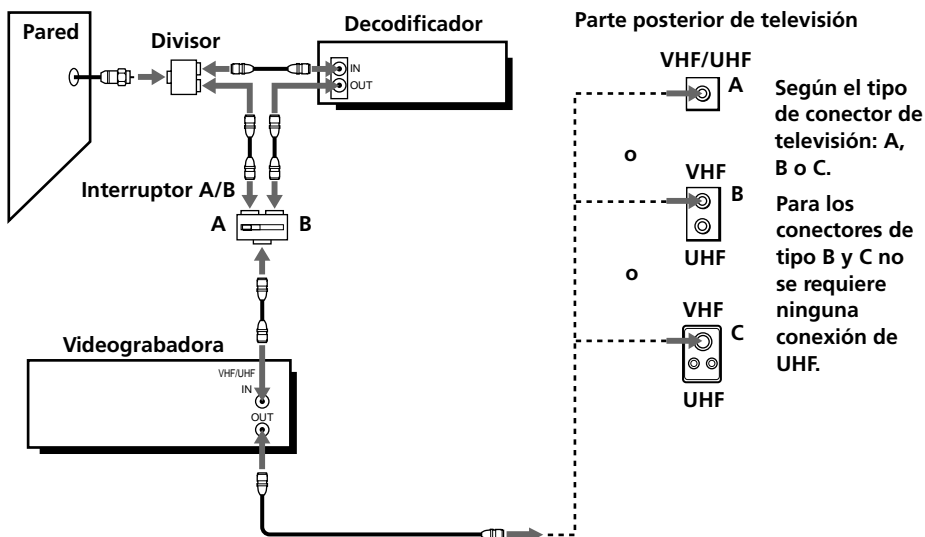 Pared
Divisor
Decodificador
IN
OUT
Interruptor A/B
A
B
Videograbadora
VHF/UHF
IN
OUT
Parte posterior de televisión
VHF/UHF
A
o
VHF
B
UHF
o
VHF
C
UHF
Según el tipo
de conector de
televisión: A,
B o C.
Para los
conectores de
tipo B y C no
se requiere
ninguna
conexión de
UHF.